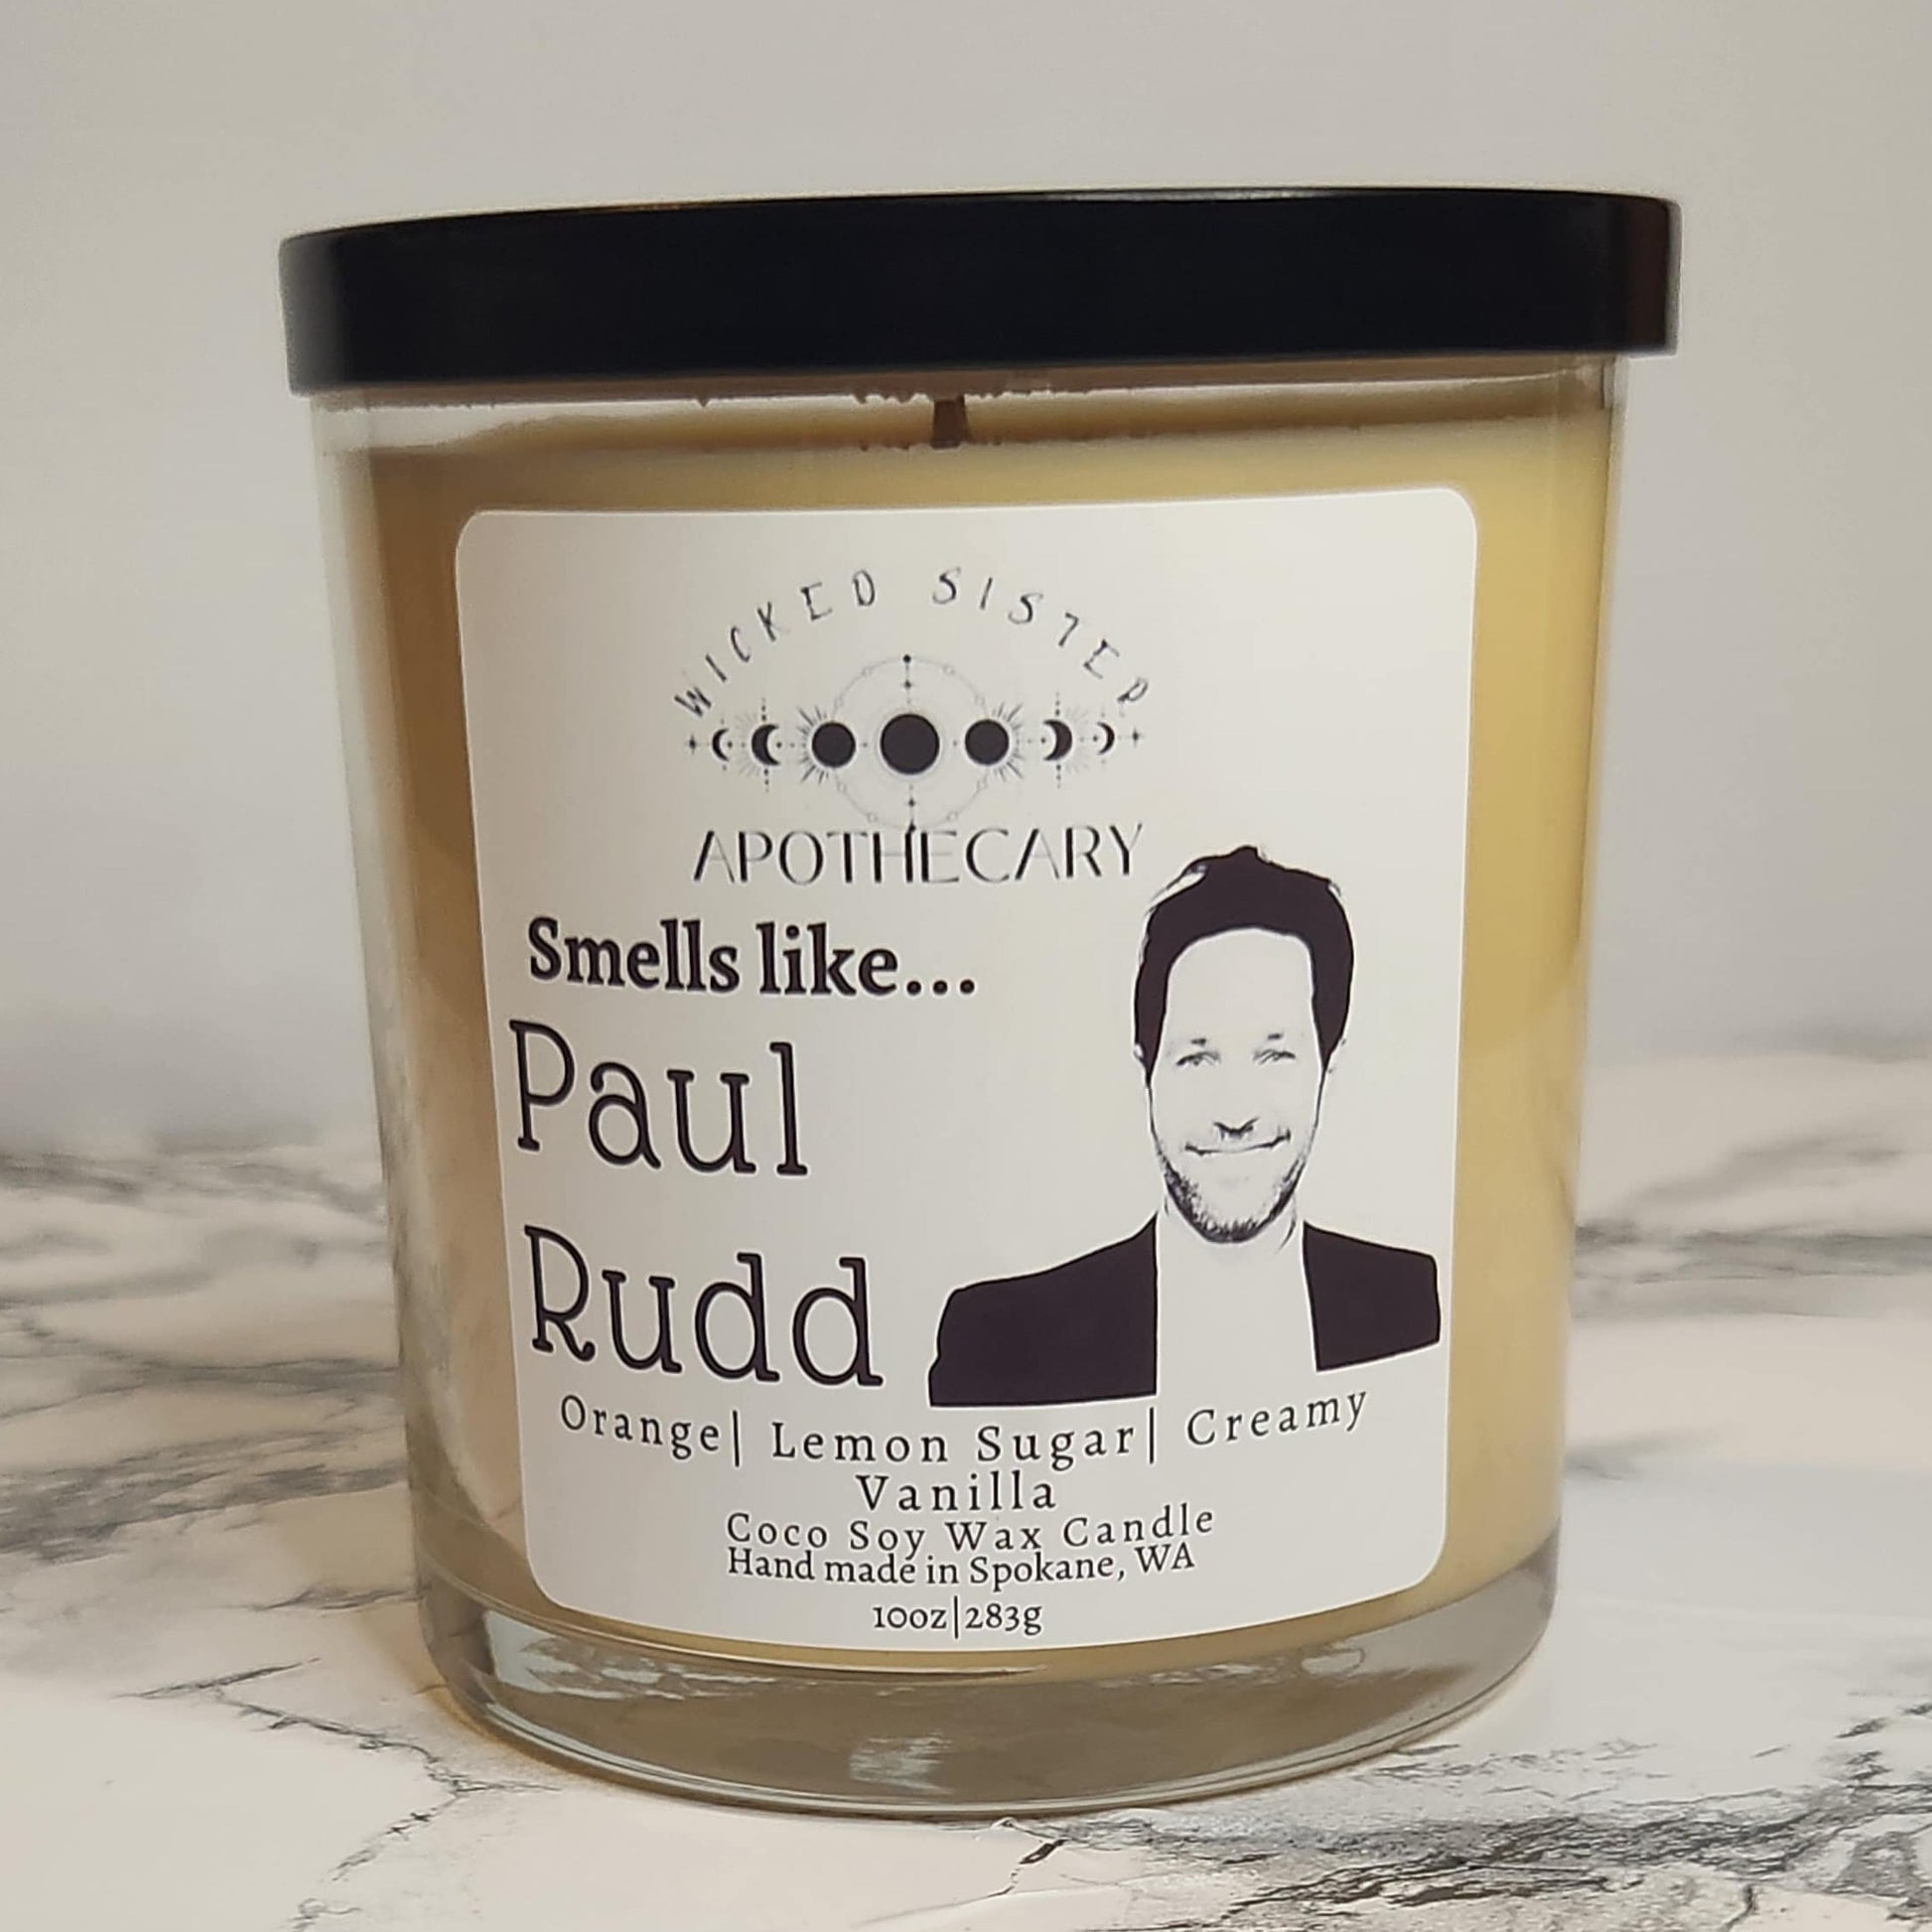 WICKED SISTER
APOTHECARY
Smells like...
Paul
Rudd
Orange| Lemon Sugar| Creamy
Vanilla
Coco Soy Wax Candle
Hand made in Spokane, WA
10oz|283g